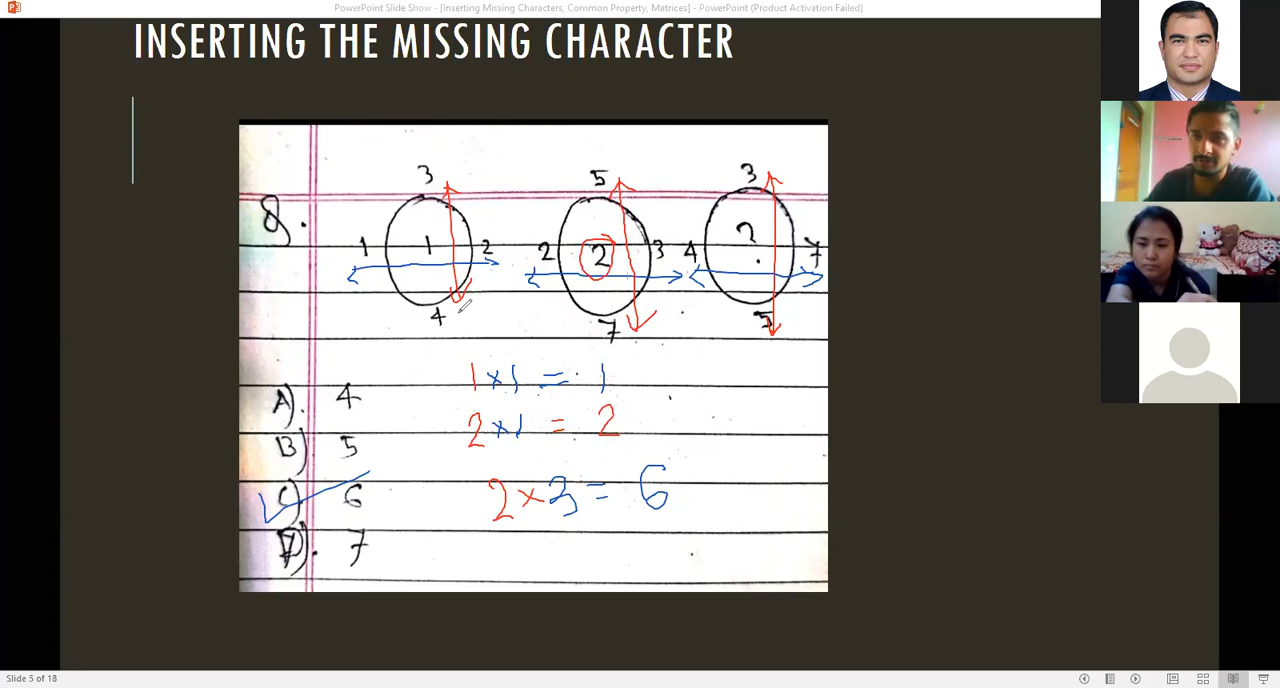 PowerPoint Slide Show - [Inserting Missing Characters, Common Property, Matrices] - PowerPoint (Product Activation Failed)
INSERTING THE MISSING CHARACTER
3 5 3
8.
1 1 2 2 2 3 4 ? 7
4 7 5
1 × 1 = 1
A). 4
2 × 1 = 2
B) 5
2 × 3 = 6
C) 6
D). 7
Slide 5 of 18